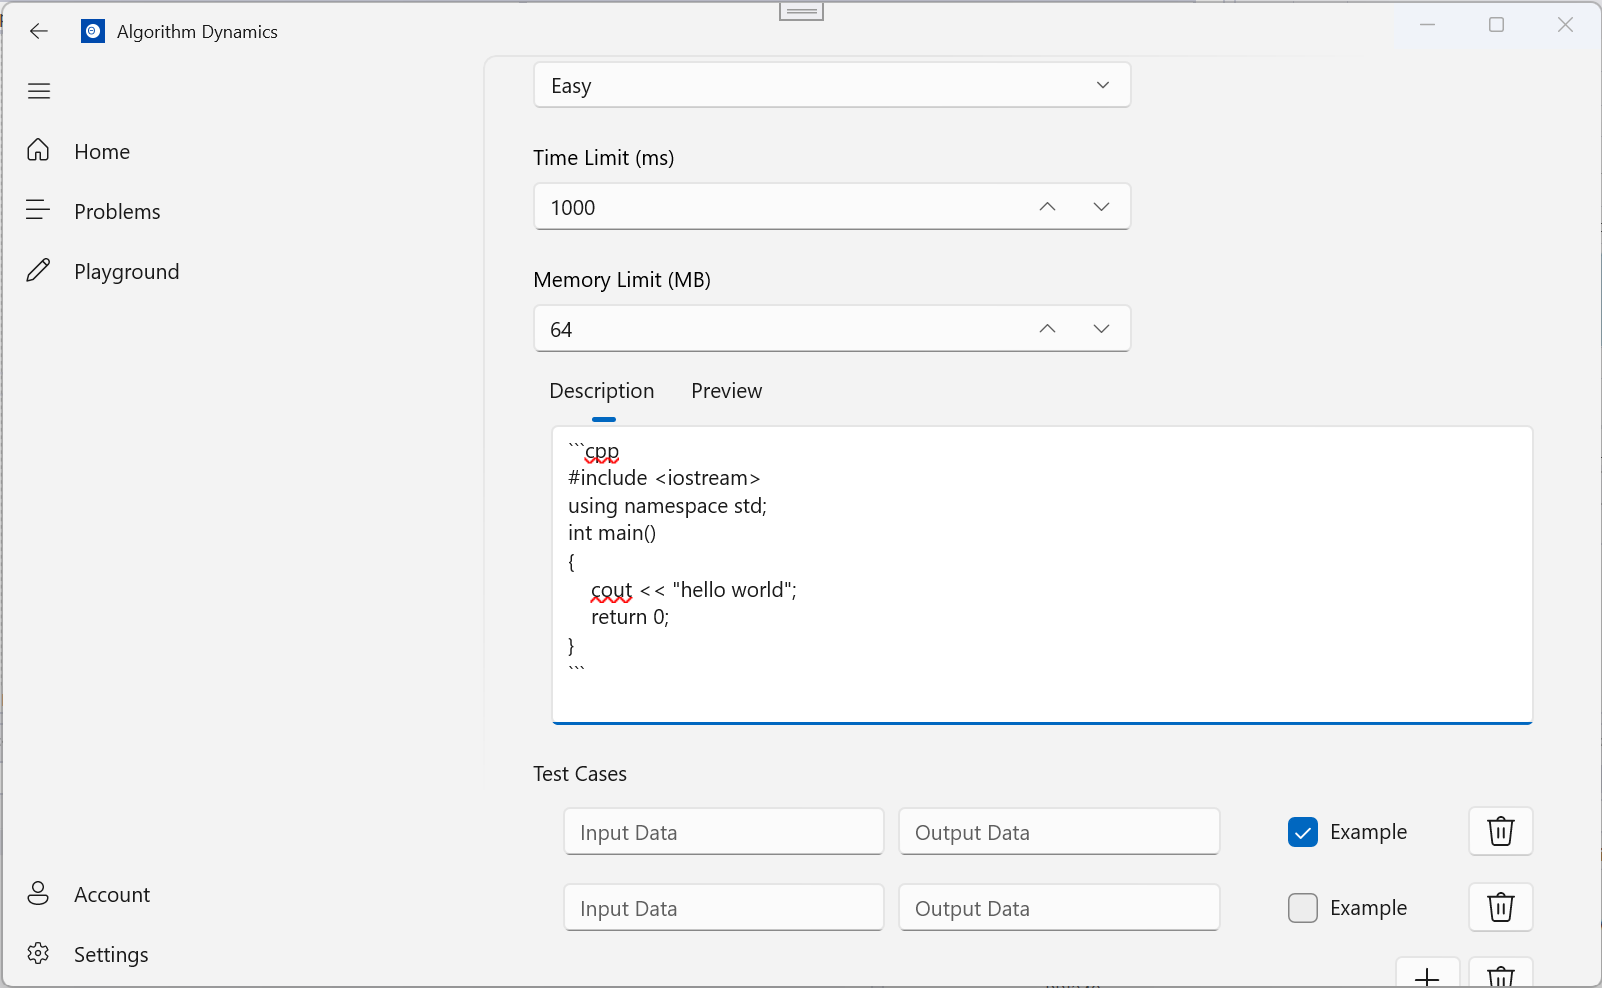 Algorithm Dynamics
Easy
Home
Time Limit (ms)
1000
Problems
Playground
Memory Limit (MB)
64
Description Preview
```cpp
#include <iostream>
using namespace std;
int main()
{
    cout << "hello world";
    return 0;
}
```
Test Cases
Input Data Output Data Example
Input Data Output Data Example
Account
Settings